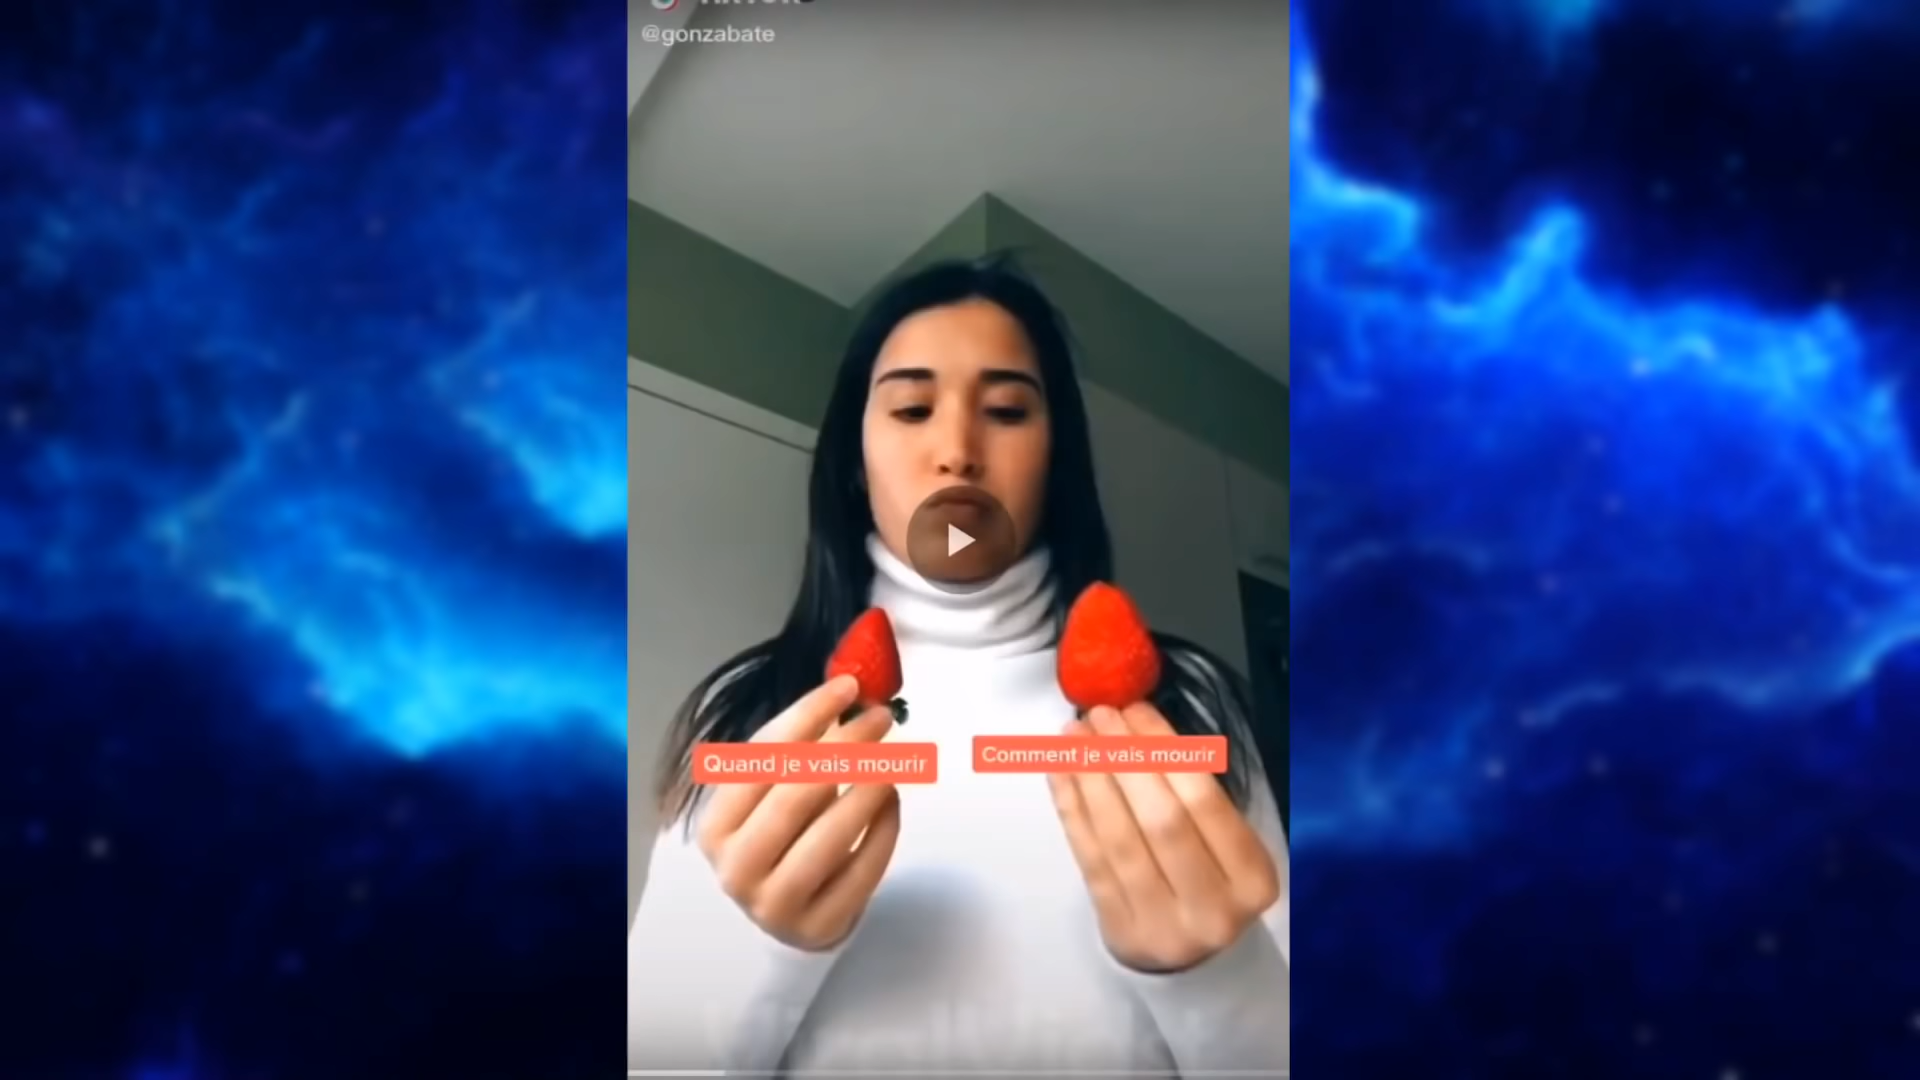 @gonzabate
Quand je vais mourir
Comment je vais mourir